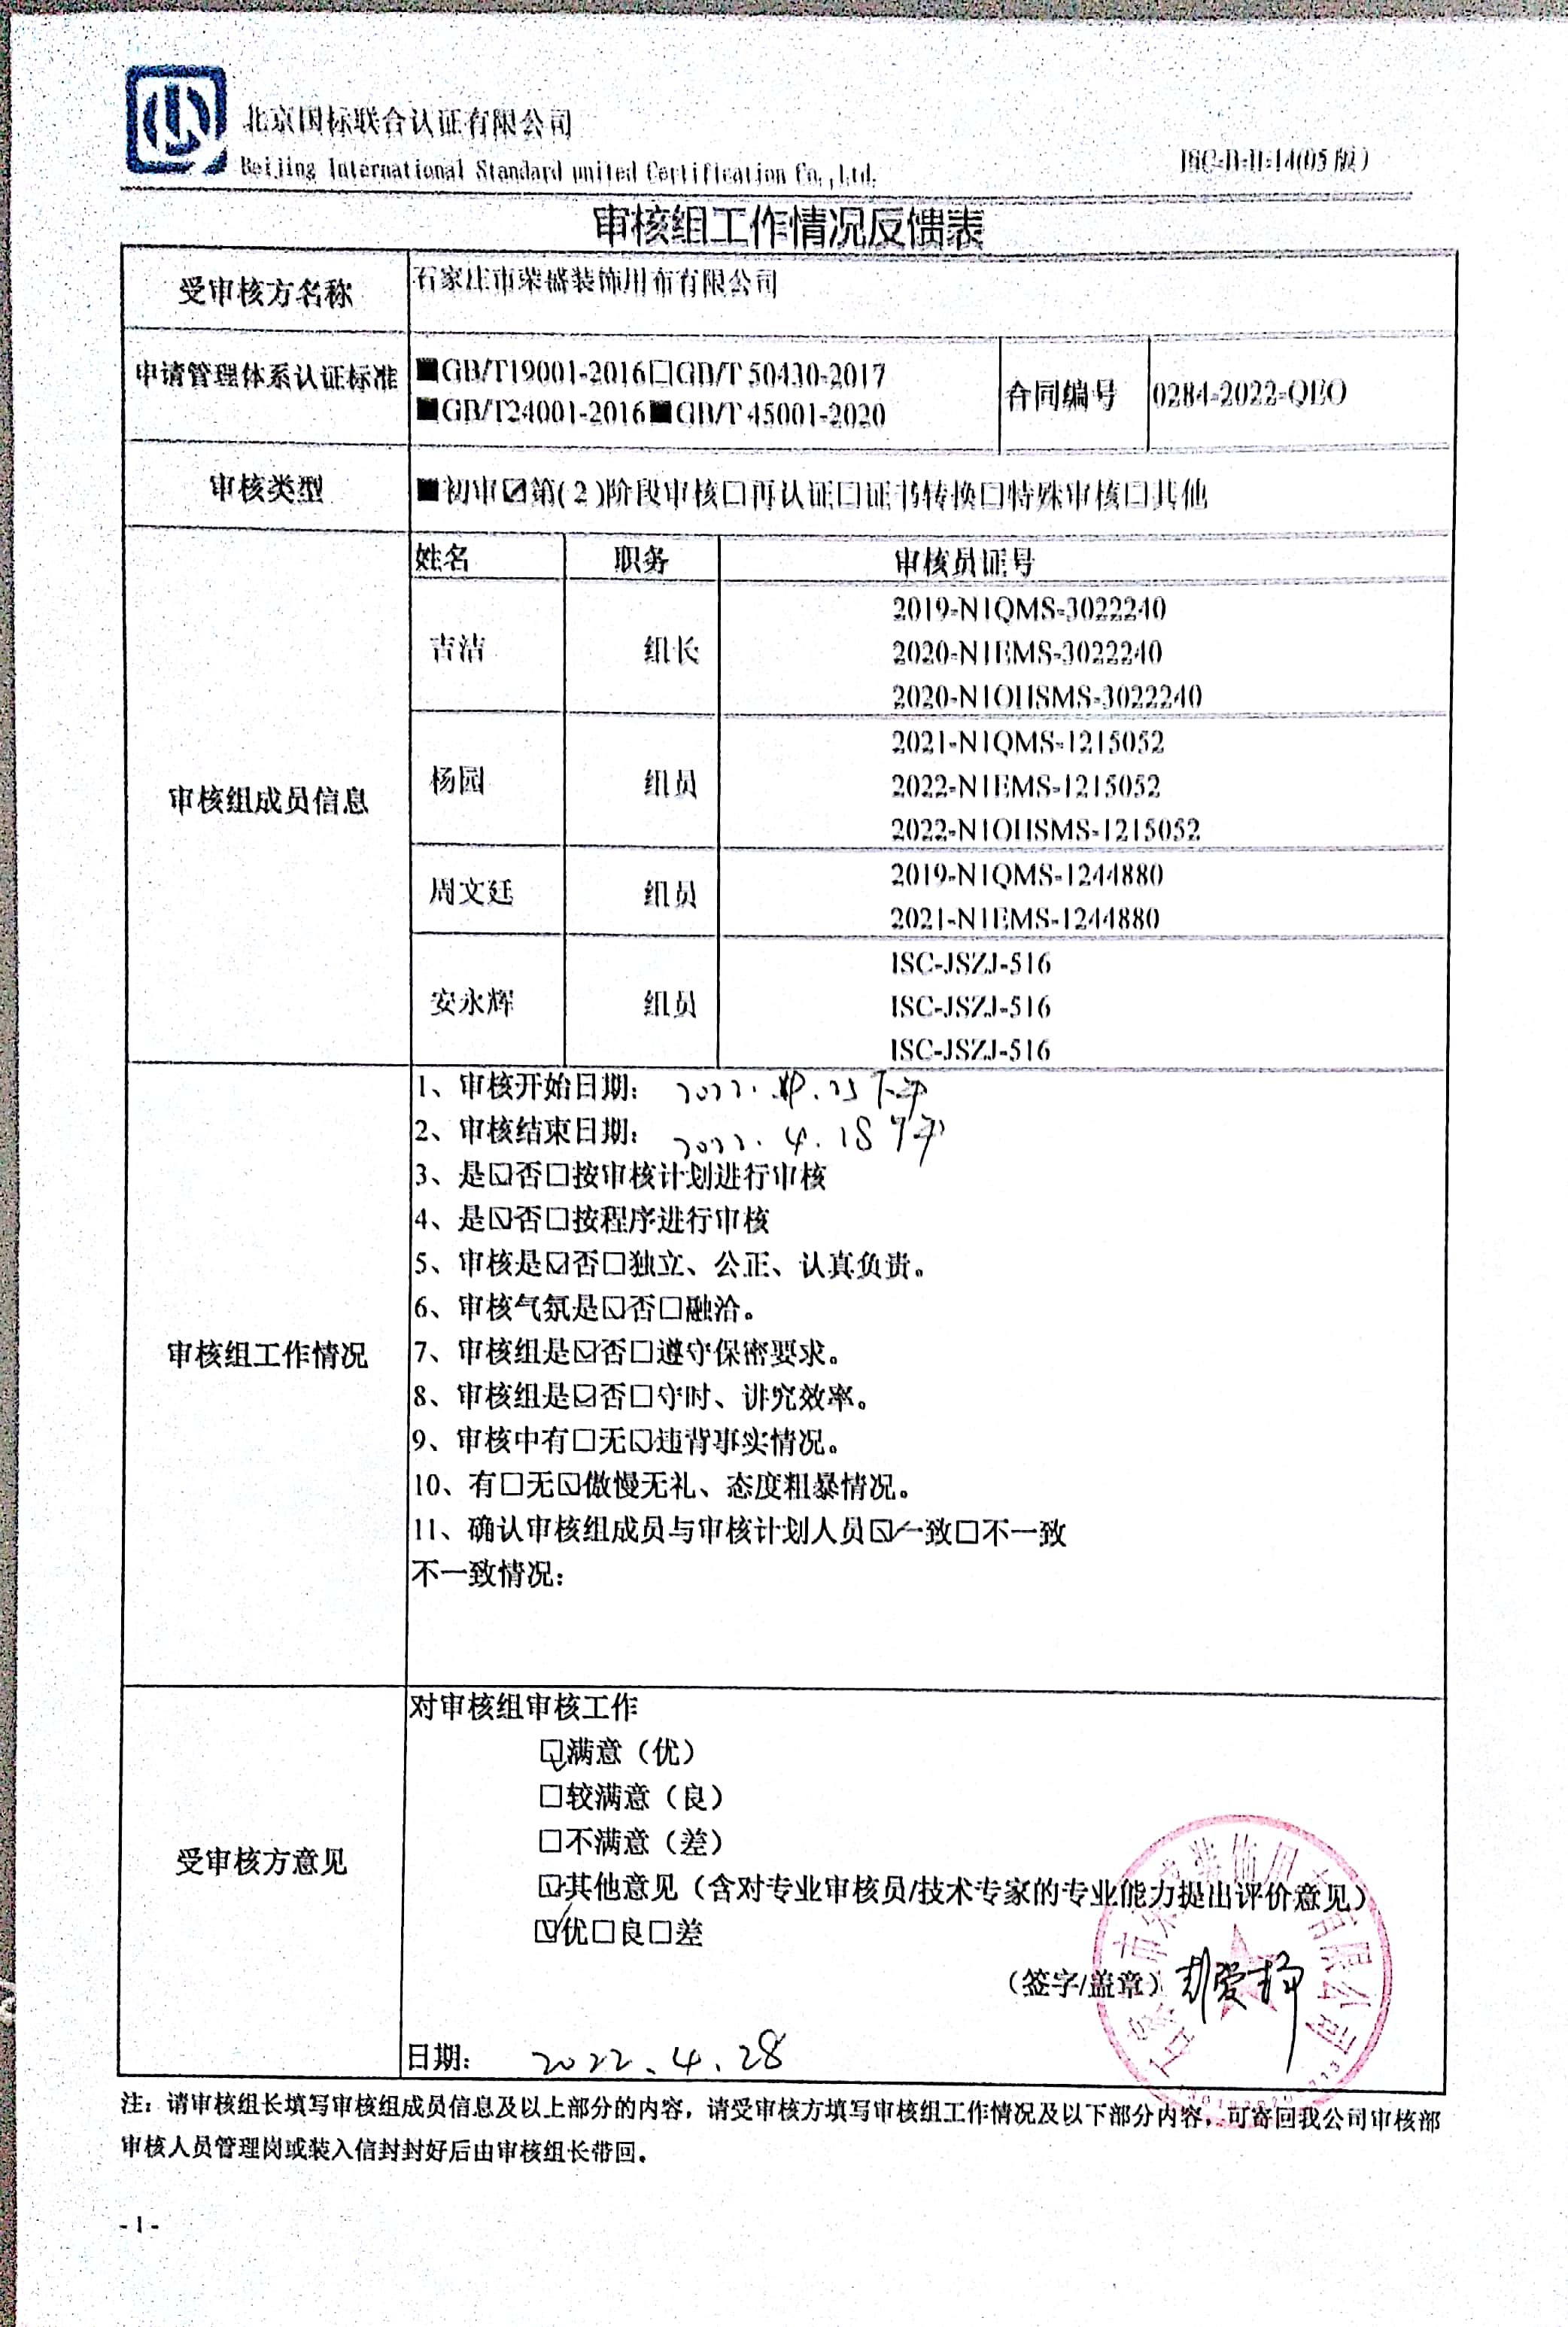 北京国标联合认证有限公司
Beijing International Standard united Certification Co.,Ltd.
ISC-B-II-14(05版)
审核组工作情况反馈表
受审核方名称
石家庄市荣盛装饰用布有限公司
申请管理体系认证标准
■GB/T19001-2016□GB/T 50430-2017
■GB/T24001-2016■GB/T 45001-2020
合同编号
0284-2022-QEO
审核类型
■初审☑第(2)阶段审核□再认证□证书转换□特殊审核□其他
审核组成员信息
姓名 职务 审核员证号
吉洁 组长
2019-N1QMS-3022240
2020-N1EMS-3022240
2020-N1OHSMS-3022240
杨园 组员
2021-N1QMS-1215052
2022-N1EMS-1215052
2022-N1OHSMS-1215052
周文廷 组员
2019-N1QMS-1244880
2021-N1EMS-1244880
安永辉 组员
ISC-JSZJ-516
ISC-JSZJ-516
ISC-JSZJ-516
审核组工作情况
1、审核开始日期：
2、审核结束日期：
3、是☑否□按审核计划进行审核
4、是☑否□按程序进行审核
5、审核是☑否□独立、公正、认真负责。
6、审核气氛是☑否□融洽。
7、审核组是☑否□遵守保密要求。
8、审核组是☑否□守时、讲究效率。
9、审核中有□无☑违背事实情况。
10、有□无☑傲慢无礼、态度粗暴情况。
11、确认审核组成员与审核计划人员☑一致□不一致
不一致情况：
受审核方意见
对审核组审核工作
☑满意（优）
□较满意（良）
□不满意（差）
☑其他意见（含对专业审核员/技术专家的专业能力提出评价意见）
☑优□良□差
（签字/盖章）
日期： 2022.4.28
注：请审核组长填写审核组成员信息及以上部分的内容，请受审核方填写审核组工作情况及以下部分内容，可寄回我公司审核部
审核人员管理岗或装入信封封好后由审核组长带回。
- 1 -